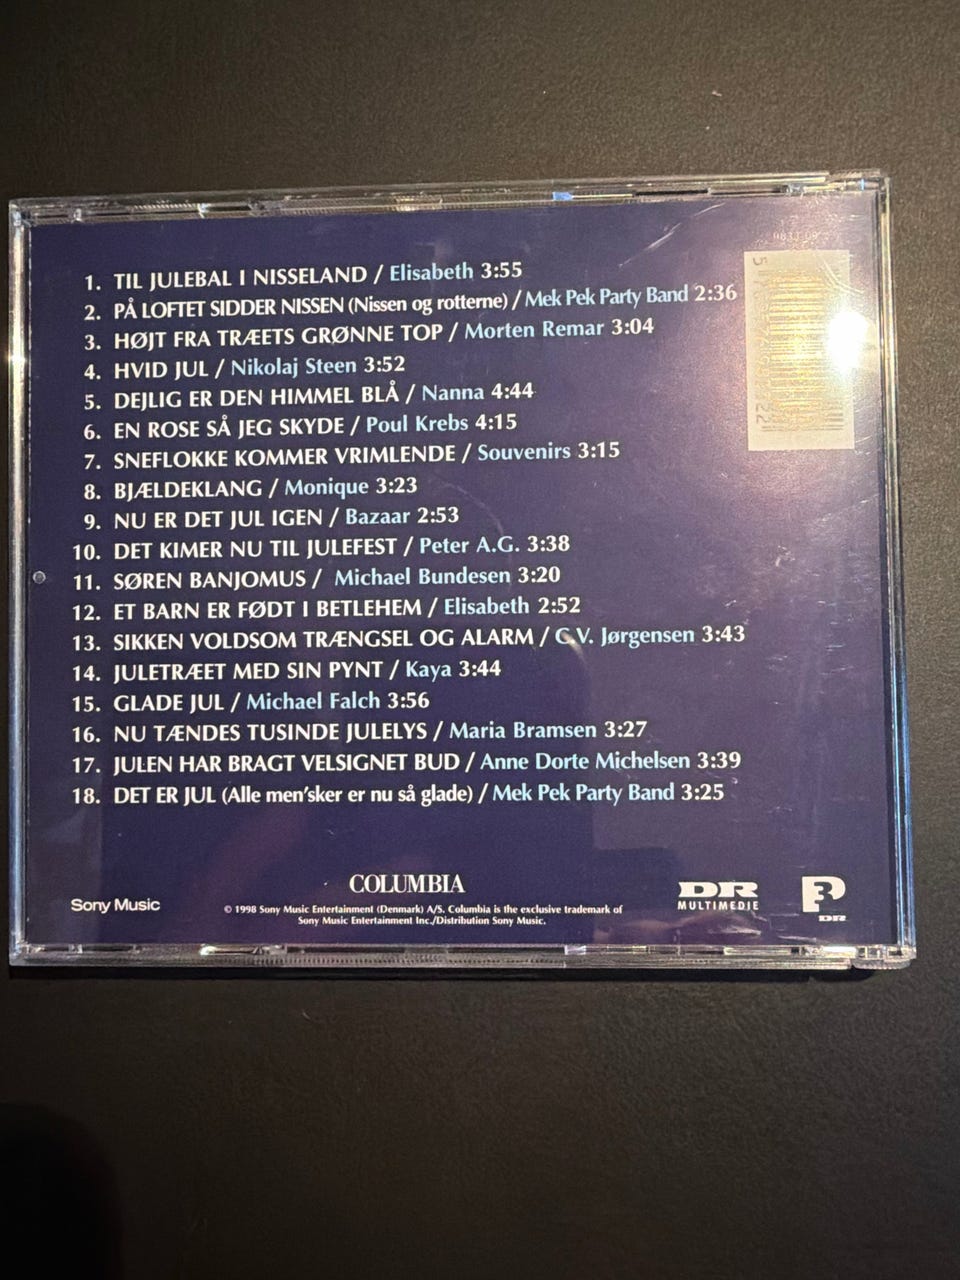 1. TIL JULEBAL I NISSELAND / Elisabeth 3:55
2. PÅ LOFTET SIDDER NISSEN (Nissen og rotterne) / Mek Pek Party Band 2:36
3. HØJT FRA TRÆETS GRØNNE TOP / Morten Remar 3:04
4. HVID JUL / Nikolaj Steen 3:52
5. DEJLIG ER DEN HIMMEL BLÅ / Nanna 4:44
6. EN ROSE SÅ JEG SKYDE / Poul Krebs 4:15
7. SNEFLOKKE KOMMER VRIMLENDE / Souvenirs 3:15
8. BJÆLDEKLANG / Monique 3:23
9. NU ER DET JUL IGEN / Bazaar 2:53
10. DET KIMER NU TIL JULEFEST / Peter A.G. 3:38
11. SØREN BANJOMUS / Michael Bundesen 3:20
12. ET BARN ER FØDT I BETLEHEM / Elisabeth 2:52
13. SIKKEN VOLDSOM TRÆNGSEL OG ALARM / C.V. Jørgensen 3:43
14. JULETRÆET MED SIN PYNT / Kaya 3:44
15. GLADE JUL / Michael Falch 3:56
16. NU TÆNDES TUSINDE JULELYS / Maria Bramsen 3:27
17. JULEN HAR BRAGT VELSIGNET BUD / Anne Dorte Michelsen 3:39
18. DET ER JUL (Alle men'sker er nu så glade) / Mek Pek Party Band 3:25
COLUMBIA
Sony Music
© 1998 Sony Music Entertainment (Denmark) A/S. Columbia is the exclusive trademark of
Sony Music Entertainment Inc./Distribution Sony Music.
DR
MULTIMEDIE
P3
DR